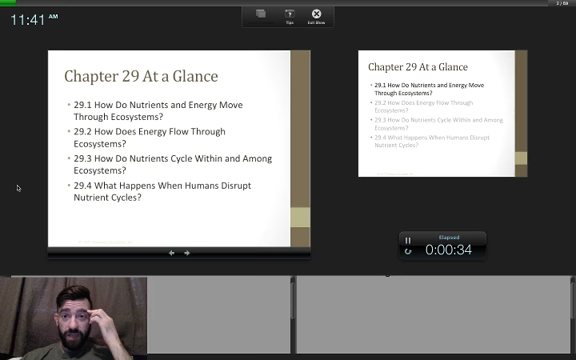 2 / 69
11:41 AM
Tips
Exit Show
Chapter 29 At a Glance
• 29.1 How Do Nutrients and Energy Move
Through Ecosystems?
• 29.2 How Does Energy Flow Through
Ecosystems?
• 29.3 How Do Nutrients Cycle Within and Among
Ecosystems?
• 29.4 What Happens When Humans Disrupt
Nutrient Cycles?
Chapter 29 At a Glance
• 29.1 How Do Nutrients and Energy Move
Through Ecosystems?
• 29.2 How Does Energy Flow Through
Ecosystems?
• 29.3 How Do Nutrients Cycle Within and Among
Ecosystems?
• 29.4 What Happens When Humans Disrupt
Nutrient Cycles?
Elapsed
0:00:34